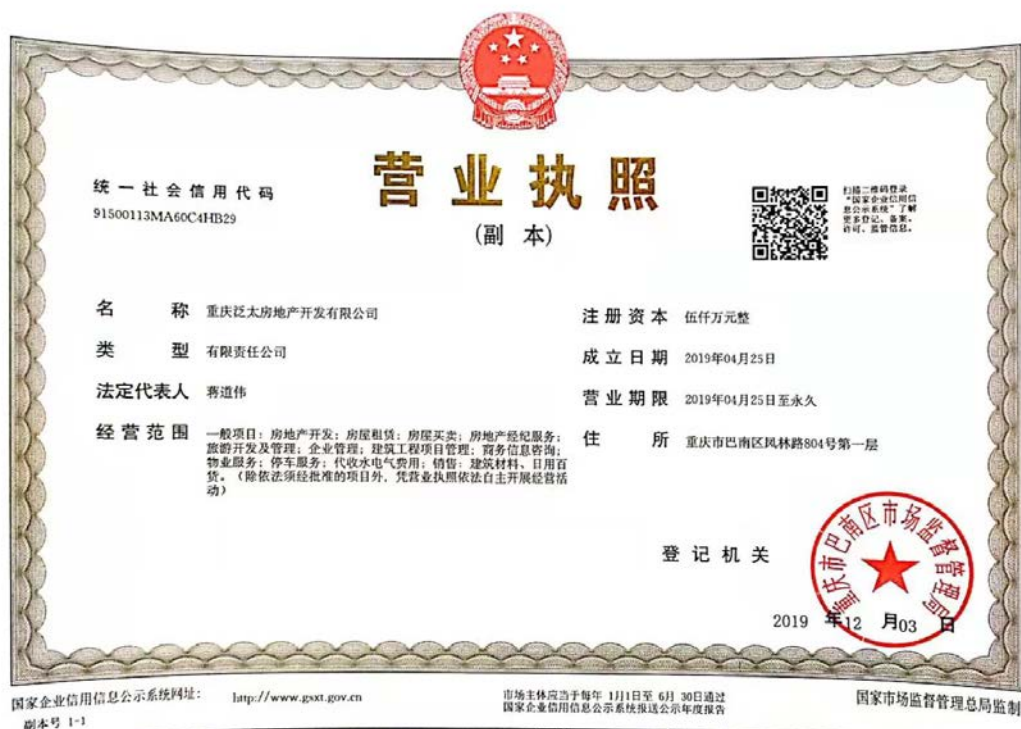 营业执照
(副 本)
统一社会信用代码
91500113MA60C4HB29
扫描二维码登录
“国家企业信用信
息公示系统”了解
更多登记、备案、
许可、监管信息。
名 称 重庆泛太房地产开发有限公司
类 型 有限责任公司
法定代表人 蒋道伟
经营范围 一般项目：房地产开发；房屋租赁；房屋买卖；房地产经纪服务；
旅游开发及管理；企业管理；建筑工程项目管理；商务信息咨询；
物业服务；停车服务；代收水电气费用；销售：建筑材料、日用百
货。（除依法须经批准的项目外，凭营业执照依法自主开展经营活
动）
注册资本 伍仟万元整
成立日期 2019年04月25日
营业期限 2019年04月25日至永久
住 所 重庆市巴南区风林路804号第一层
登记机关
重庆市巴南区市场监督管理局
2019 年12 月03 日
国家企业信用信息公示系统网址： http://www.gsxt.gov.cn
市场主体应当于每年 1月1日至 6月 30日通过
国家企业信用信息公示系统报送公示年度报告
国家市场监督管理总局监制
副本号 1-1